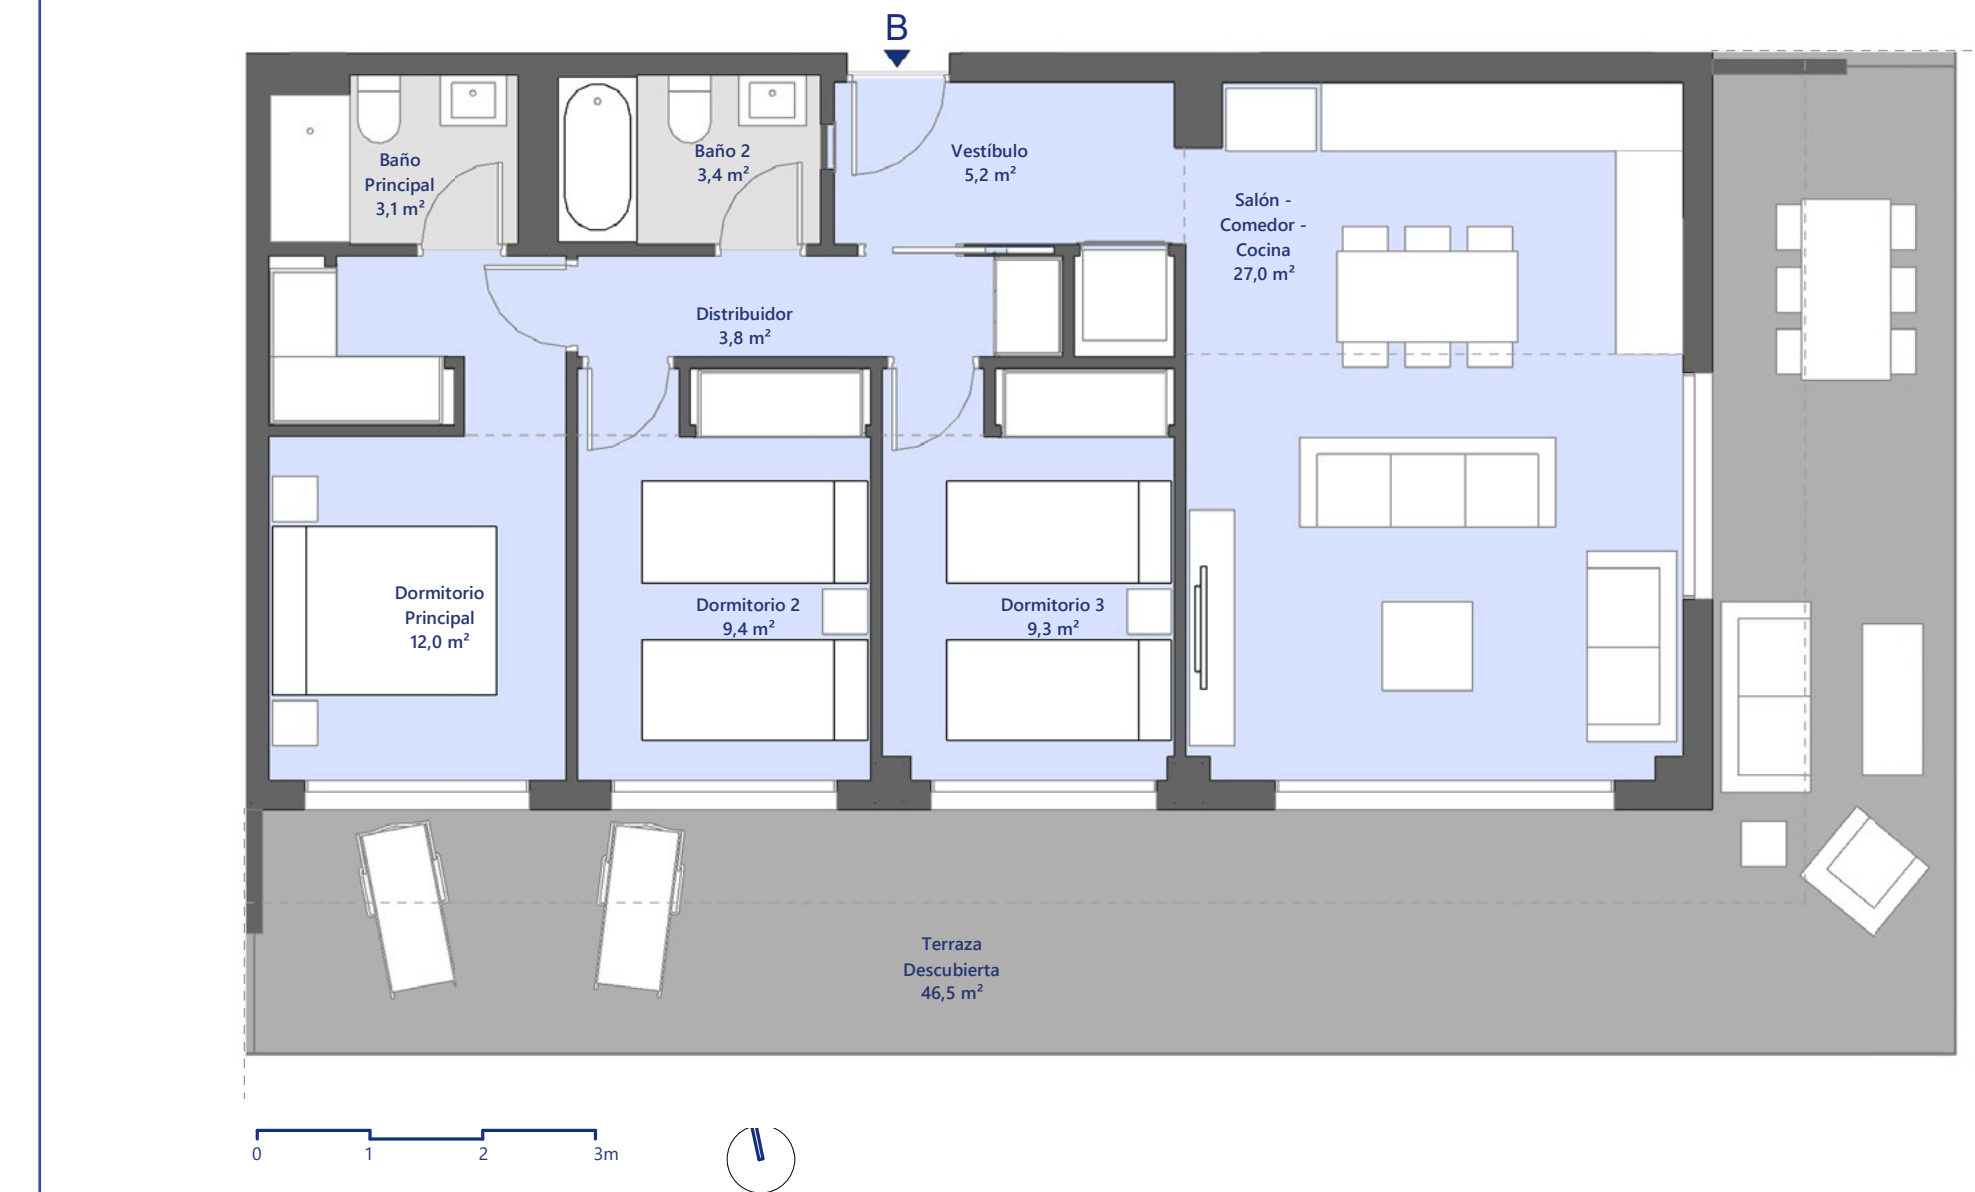 B
Baño
Principal
3,1 m²
Baño 2
3,4 m²
Vestíbulo
5,2 m²
Salón -
Comedor -
Cocina
27,0 m²
Distribuidor
3,8 m²
Dormitorio
Principal
12,0 m²
Dormitorio 2
9,4 m²
Dormitorio 3
9,3 m²
Terraza
Descubierta
46,5 m²
0 1 2 3m